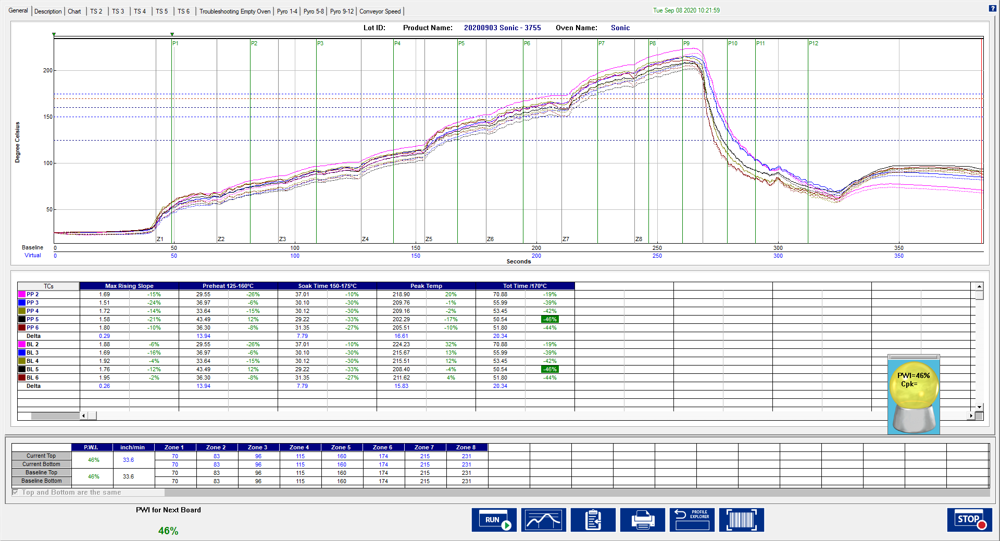 General Description Chart TS 2 TS 3 TS 4 TS 5 TS 6 Troubleshooting Empty Oven Pyro 1-4 Pyro 5-8 Pyro 9-12 Conveyor Speed
Tue Sep 08 2020 10:21:59
?
Lot ID: Product Name: 20200903 Sonic - 3755 Oven Name: Sonic
P1 P2 P3 P4 P5 P6 P7 P8 P9 P10 P11 P12
200
150
100
50
Degree Celsius
Z1 Z2 Z3 Z4 Z5 Z6 Z7 Z8
Baseline 0 50 100 150 200 250 300 350
Virtual 0 50 100 150 200 250 300 350
Seconds
TCs Max Rising Slope Preheat 125-160°C Soak Time 150-175°C Peak Temp Tot Time /170°C
PP 2 1.69 -15% 29.55 -26% 37.01 -10% 218.90 20% 70.88 -19%
PP 3 1.51 -24% 36.97 -6% 30.10 -30% 209.76 -1% 55.99 -39%
PP 4 1.72 -14% 33.64 -15% 30.12 -30% 209.16 -2% 53.45 -42%
PP 5 1.58 -21% 43.49 12% 29.22 -33% 202.29 -17% 50.54 -46%
PP 6 1.80 -10% 36.30 -8% 31.35 -27% 205.51 -10% 51.80 -44%
Delta 0.29 13.94 7.79 16.61 20.34
BL 2 1.88 -6% 29.55 -26% 37.01 -10% 224.23 32% 70.88 -19%
BL 3 1.69 -16% 36.97 -6% 30.10 -30% 215.67 13% 55.99 -39%
BL 4 1.92 -4% 33.64 -15% 30.12 -30% 215.51 12% 53.45 -42%
BL 5 1.76 -12% 43.49 12% 29.22 -33% 208.40 -4% 50.54 -46%
BL 6 1.95 -2% 36.30 -8% 31.35 -27% 211.62 4% 51.80 -44%
Delta 0.26 13.94 7.79 15.83 20.34
PWI=46%
Cpk=
P.W.I. inch/min Zone 1 Zone 2 Zone 3 Zone 4 Zone 5 Zone 6 Zone 7 Zone 8
Current Top 46% 33.6 70 83 96 115 160 174 215 231
Current Bottom 70 83 96 115 160 174 215 231
Baseline Top 46% 33.6 70 83 96 115 160 174 215 231
Baseline Bottom 70 83 96 115 160 174 215 231
Top and Bottom are the same
PWI for Next Board
46%
RUN
PROFILE
EXPLORER
STOP